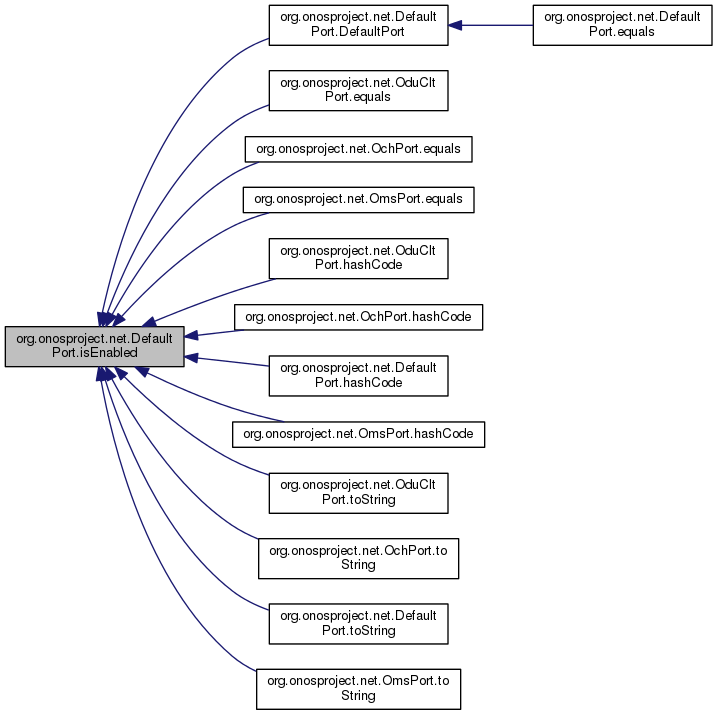 org.onosproject.net.Default
Port.DefaultPort
org.onosproject.net.Default
Port.equals
org.onosproject.net.OduClt
Port.equals
org.onosproject.net.OchPort.equals
org.onosproject.net.OmsPort.equals
org.onosproject.net.OduClt
Port.hashCode
org.onosproject.net.OchPort.hashCode
org.onosproject.net.Default
Port.isEnabled
org.onosproject.net.Default
Port.hashCode
org.onosproject.net.OmsPort.hashCode
org.onosproject.net.OduClt
Port.toString
org.onosproject.net.OchPort.to
String
org.onosproject.net.Default
Port.toString
org.onosproject.net.OmsPort.to
String